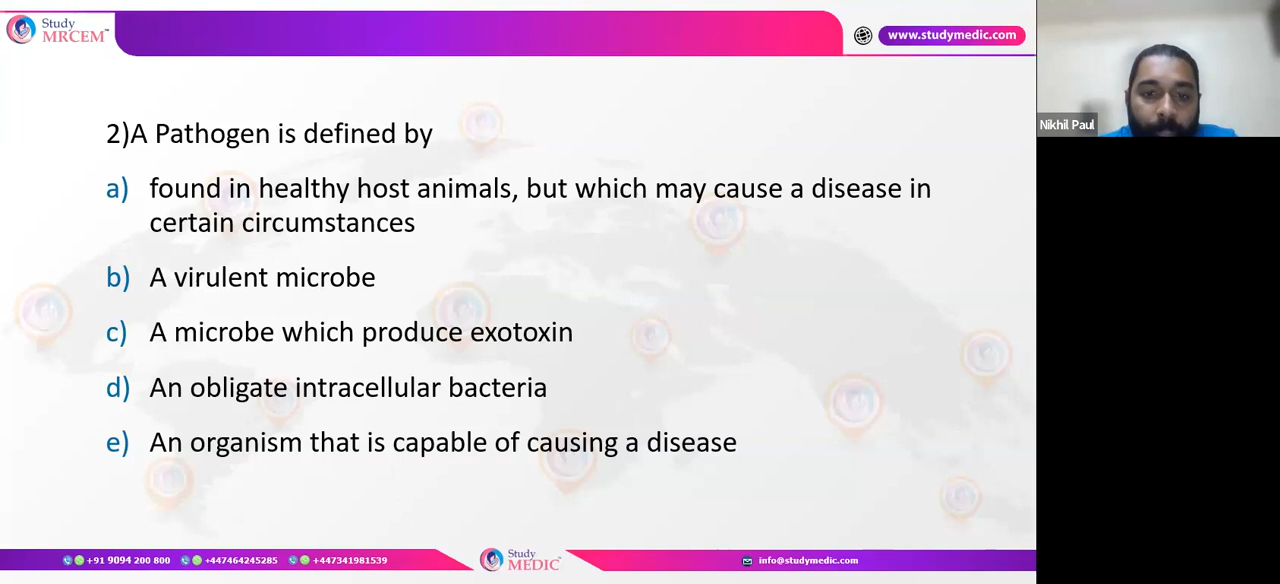 Study
MRCEM™
www.studymedic.com
2)A Pathogen is defined by
a) found in healthy host animals, but which may cause a disease in
certain circumstances
b) A virulent microbe
c) A microbe which produce exotoxin
d) An obligate intracellular bacteria
e) An organism that is capable of causing a disease
Nikhil Paul
+91 9094 200 800 +447464245285 +447341981539
Study
MEDIC™
info@studymedic.com